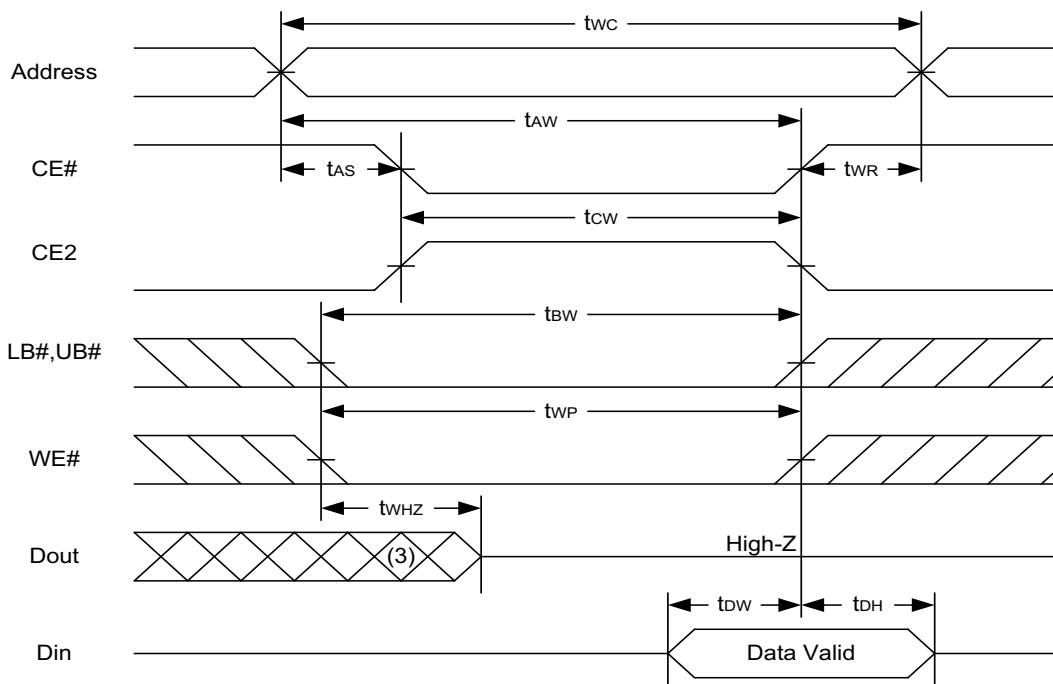 tWC
Address
tAW
CE#
tAS
tWR
tCW
CE2
tBW
LB#,UB#
tWP
WE#
tWHZ
Dout
(3)
High-Z
tDW
tDH
Din
Data Valid